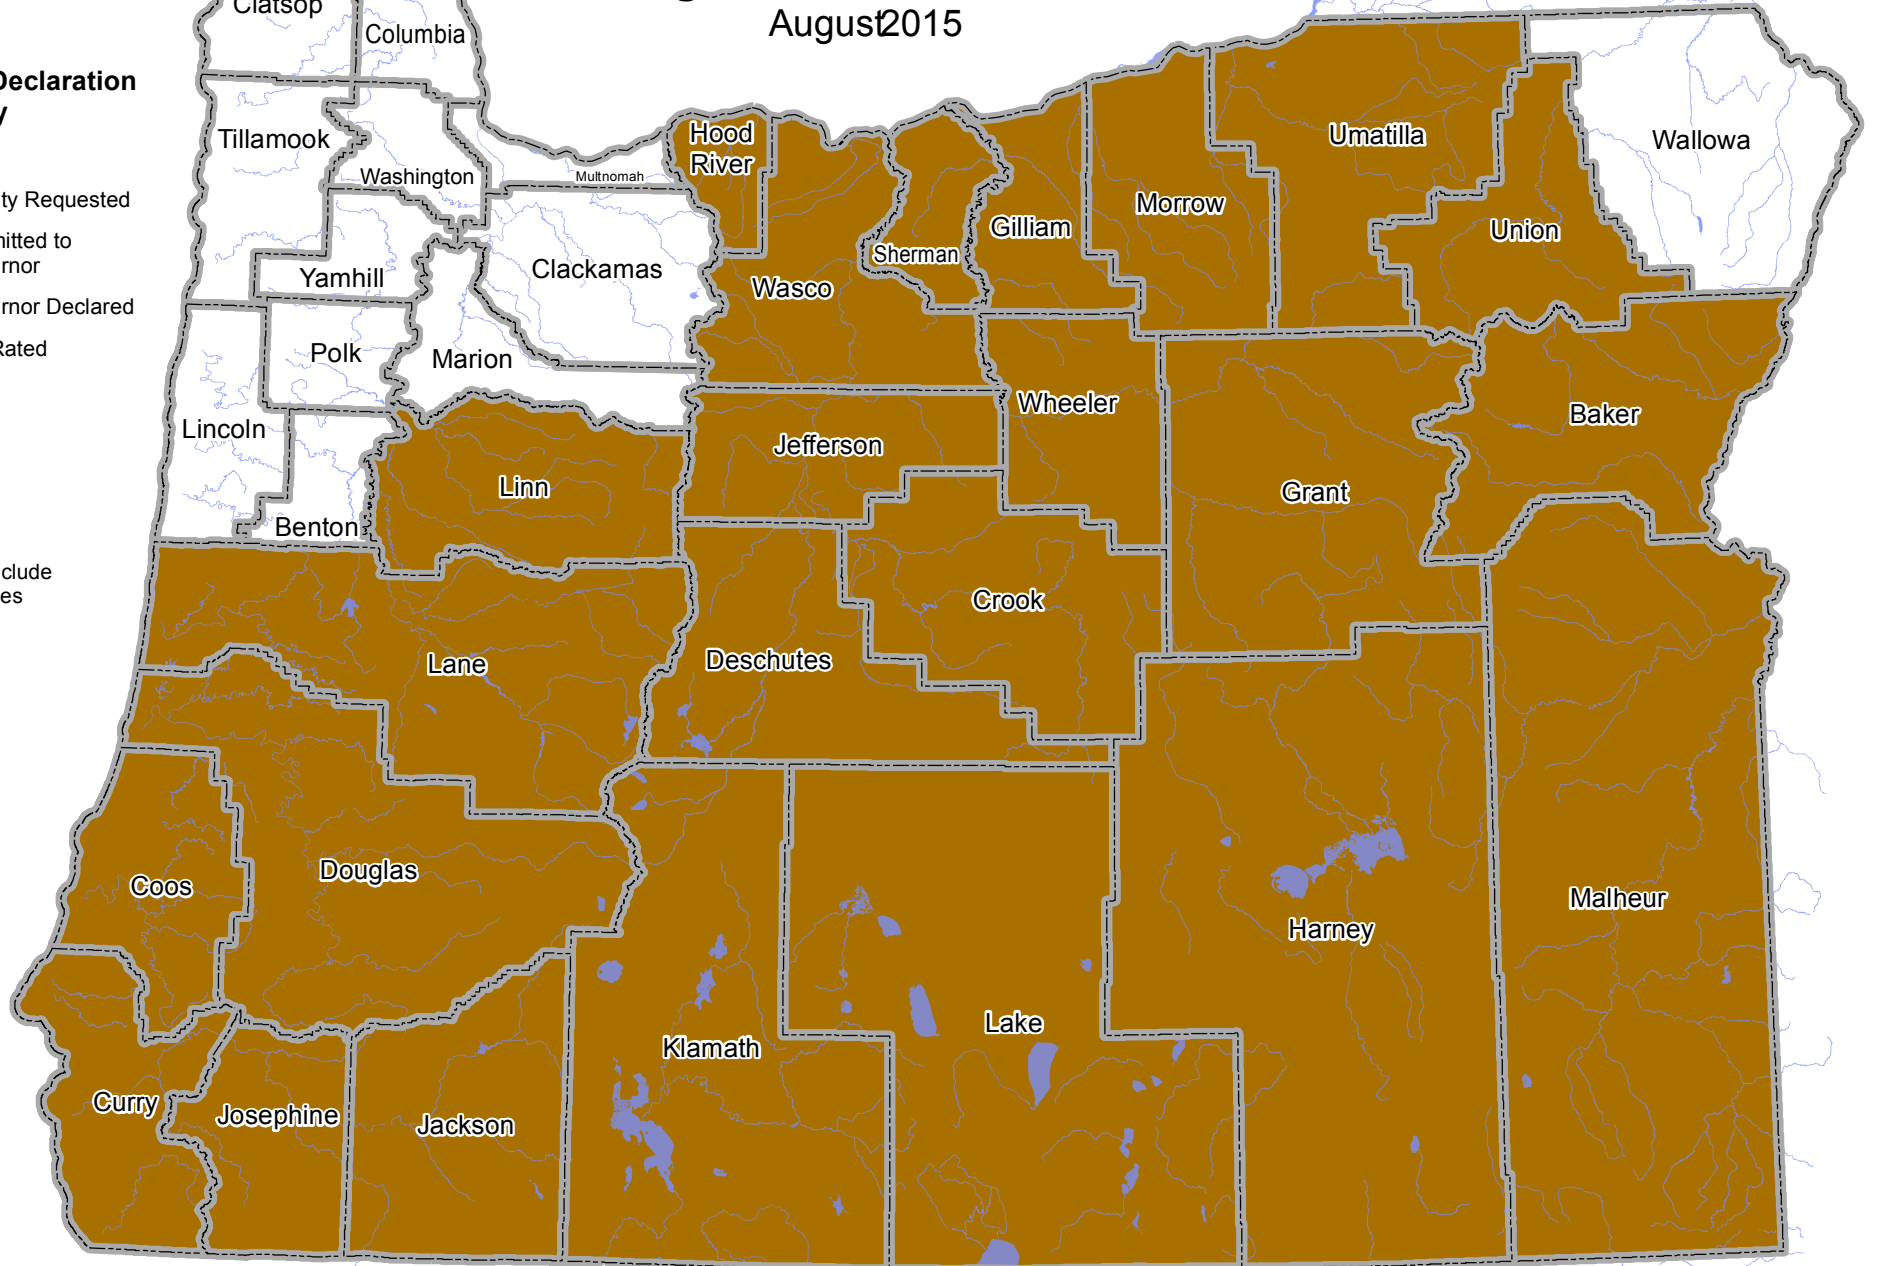 Clatsop
Columbia
August2015
Declaration
Tillamook
Washington
Multnomah
Hood
River
Umatilla
Wallowa
ty Requested
Morrow
Gilliam
Union
Sherman
mitted to
rnor
Yamhill
Clackamas
Wasco
rnor Declared
Rated
Polk
Marion
Lincoln
Wheeler
Baker
Jefferson
Linn
Grant
Benton
clude
es
Crook
Lane
Deschutes
Coos
Douglas
Malheur
Harney
Lake
Klamath
Curry
Josephine
Jackson